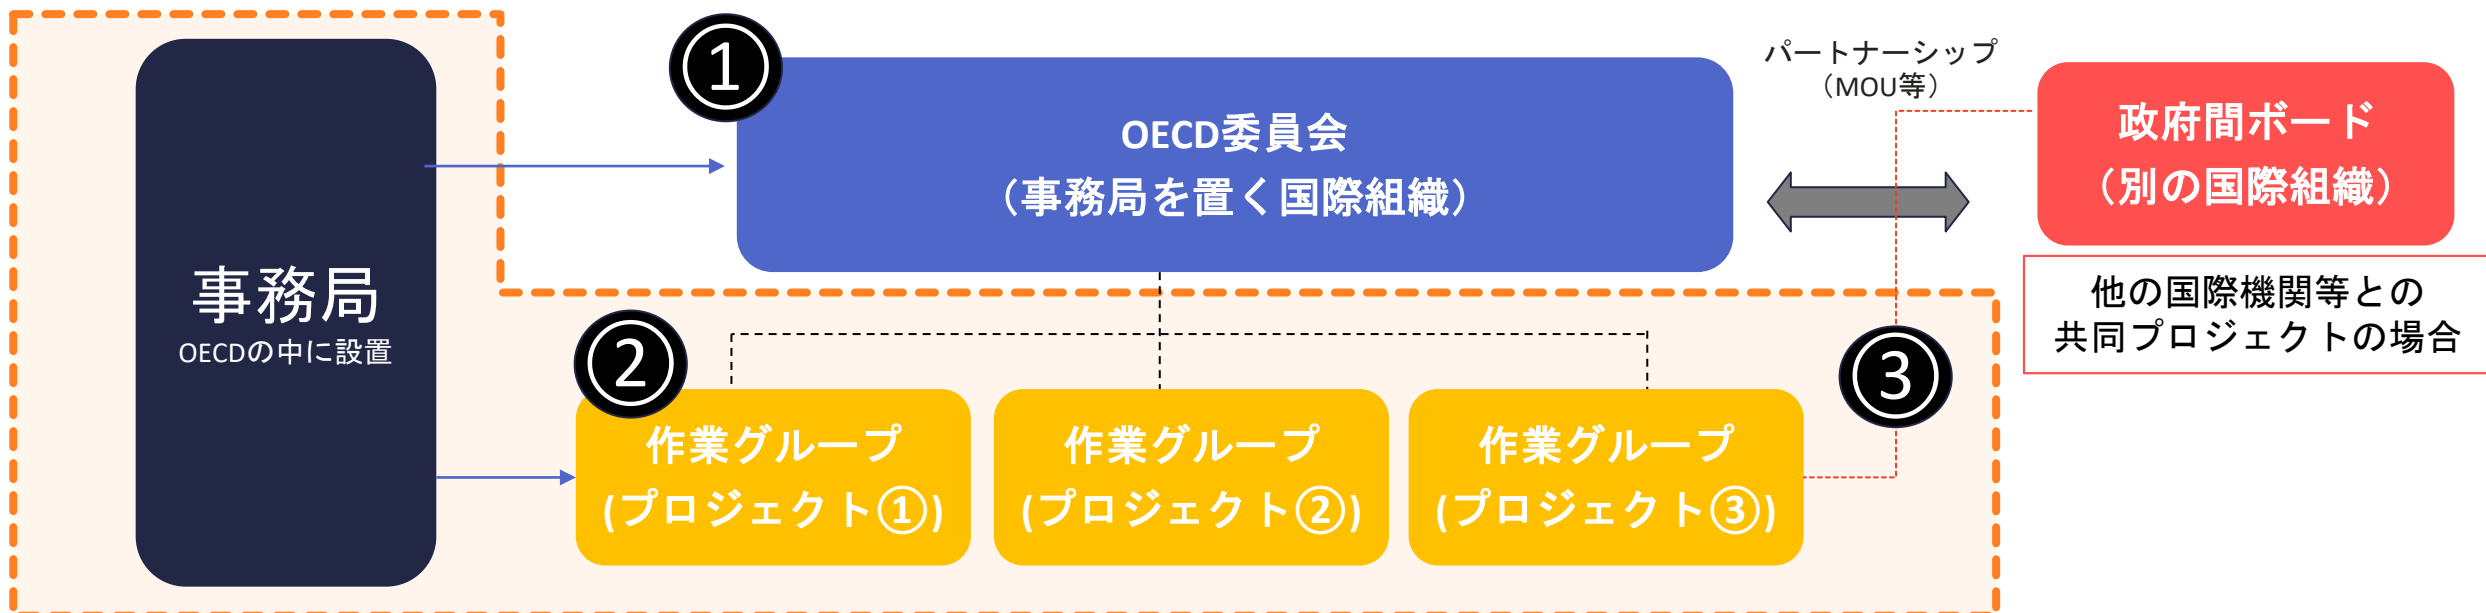 事務局
OECDの中に設置
①
OECD委員会
（事務局を置く国際組織）
パートナーシップ
（MOU等）
政府間ボード
（別の国際組織）
他の国際機関等との
共同プロジェクトの場合
②
作業グループ
(プロジェクト①)
作業グループ
(プロジェクト②)
作業グループ
(プロジェクト③)
③